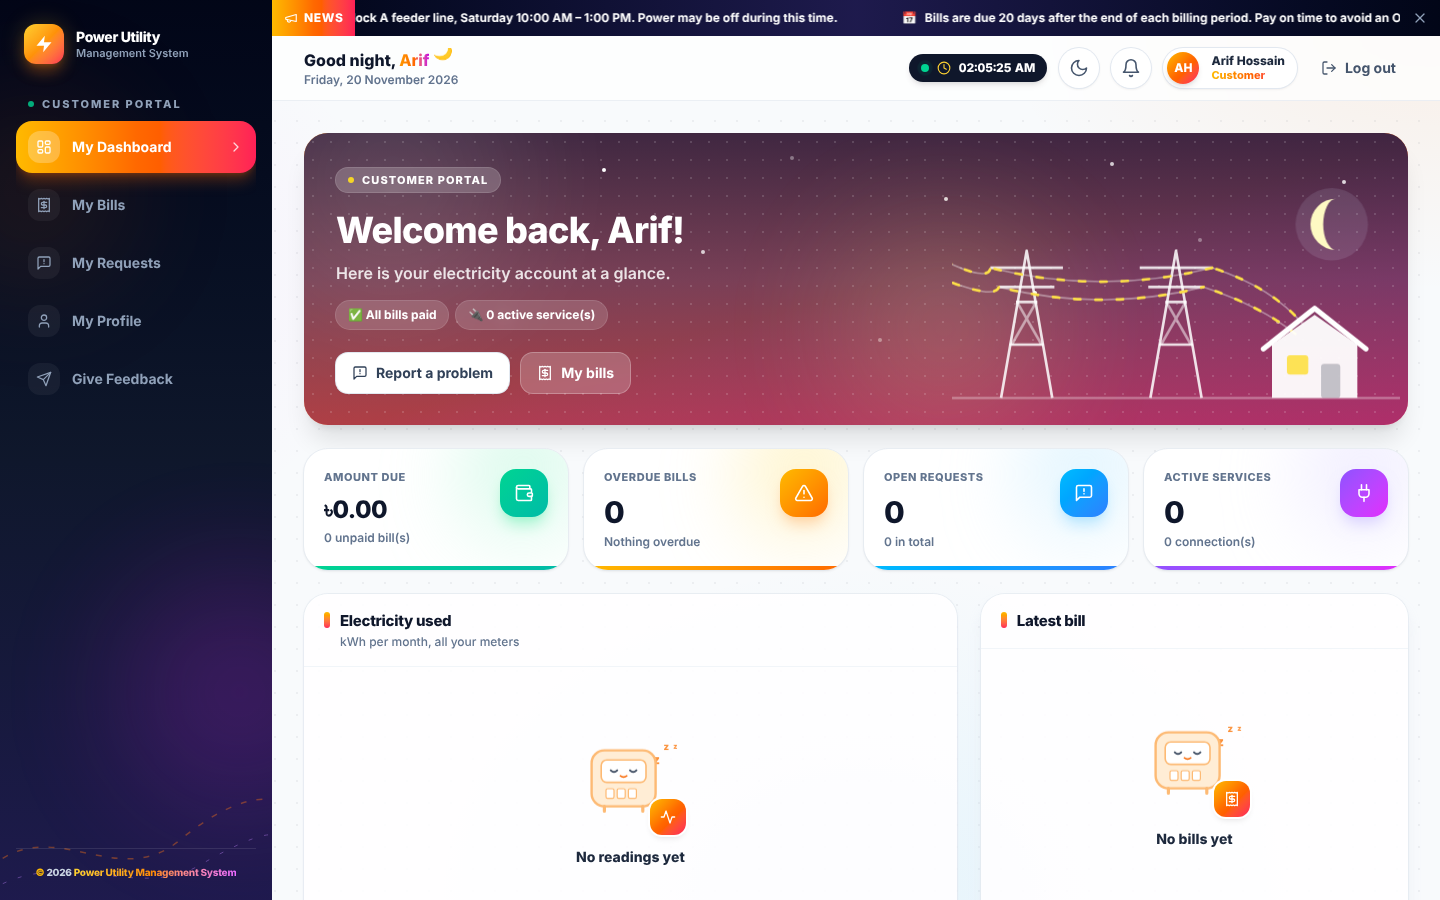 Power Utility
Management System
CUSTOMER PORTAL
My Dashboard
My Bills
My Requests
My Profile
Give Feedback
© 2026 Power Utility Management System
NEWS
ock A feeder line, Saturday 10:00 AM – 1:00 PM. Power may be off during this time.
Bills are due 20 days after the end of each billing period. Pay on time to avoid an
Good night, Arif
Friday, 20 November 2026
02:05:25 AM
AH
Arif Hossain
Customer
Log out
CUSTOMER PORTAL
Welcome back, Arif!
Here is your electricity account at a glance.
All bills paid
0 active service(s)
Report a problem
My bills
AMOUNT DUE
৳0.00
0 unpaid bill(s)
OVERDUE BILLS
0
Nothing overdue
OPEN REQUESTS
0
0 in total
ACTIVE SERVICES
0
0 connection(s)
Electricity used
kWh per month, all your meters
z z
z
No readings yet
Latest bill
z z
z
No bills yet